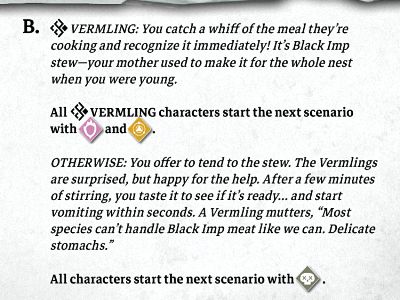 B. VERMLING: You catch a whiff of the meal they're
cooking and recognize it immediately! It's Black Imp
stew—your mother used to make it for the whole nest
when you were young.
All VERMLING characters start the next scenario
with and .
OTHERWISE: You offer to tend to the stew. The Vermlings
are surprised, but happy for the help. After a few minutes
of stirring, you taste it to see if it's ready... and start
vomiting within seconds. A Vermling mutters, “Most
species can't handle Black Imp meat like we can. Delicate
stomachs.”
All characters start the next scenario with .